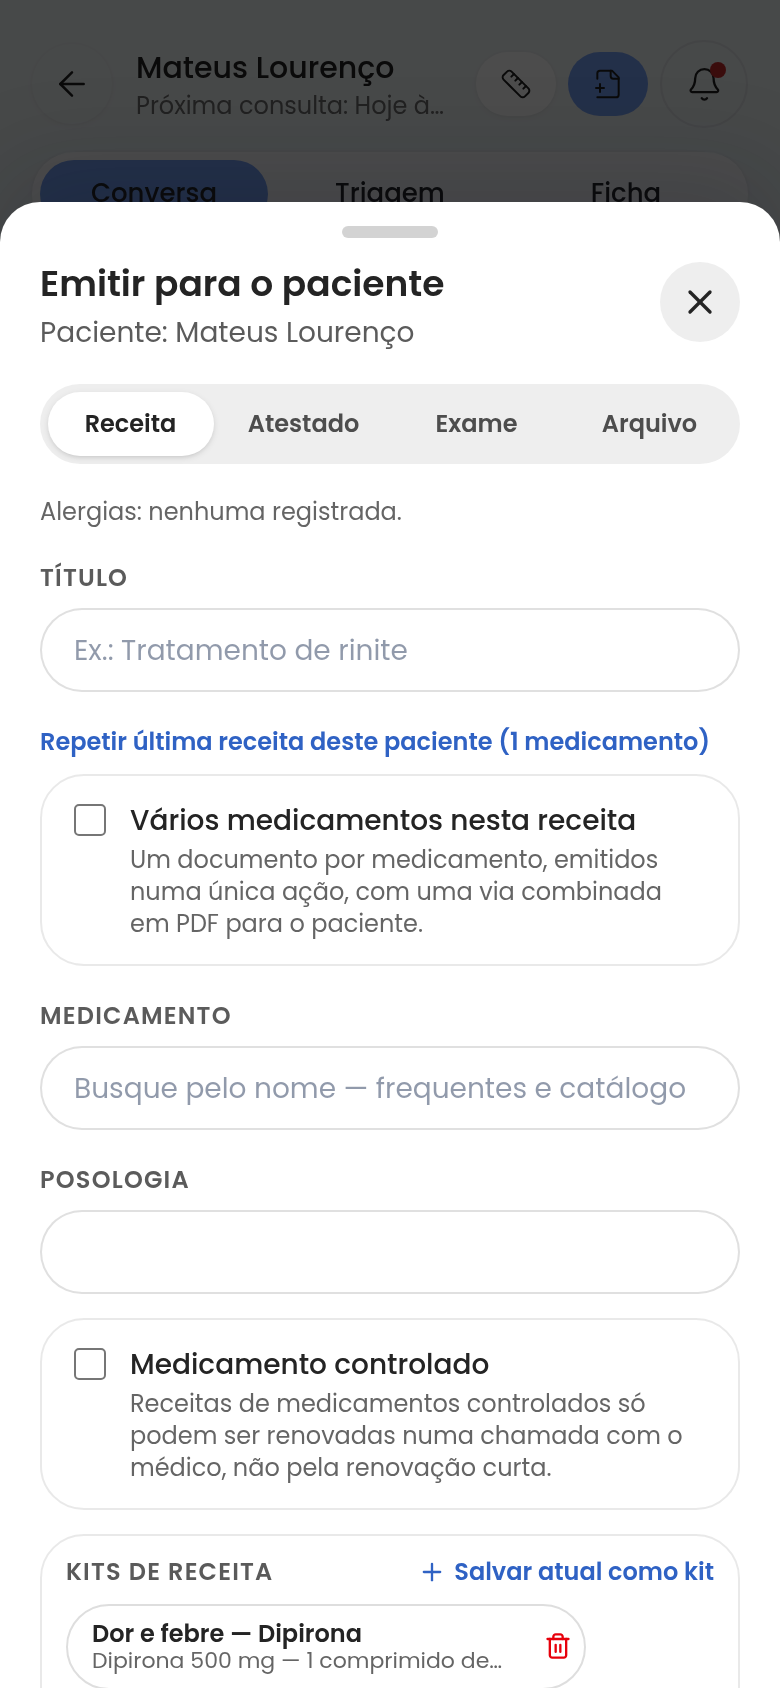 Mateus Lourenço
Próxima consulta: Hoje à...
Conversa
Triagem
Ficha
Emitir para o paciente
Paciente: Mateus Lourenço
Receita
Atestado
Exame
Arquivo
Alergias: nenhuma registrada.
TÍTULO
Ex.: Tratamento de rinite
Repetir última receita deste paciente (1 medicamento)
Vários medicamentos nesta receita
Um documento por medicamento, emitidos
numa única ação, com uma via combinada
em PDF para o paciente.
MEDICAMENTO
Busque pelo nome — frequentes e catálogo
POSOLOGIA
Medicamento controlado
Receitas de medicamentos controlados só
podem ser renovadas numa chamada com o
médico, não pela renovação curta.
KITS DE RECEITA
+ Salvar atual como kit
Dor e febre — Dipirona
Dipirona 500 mg — 1 comprimido de...